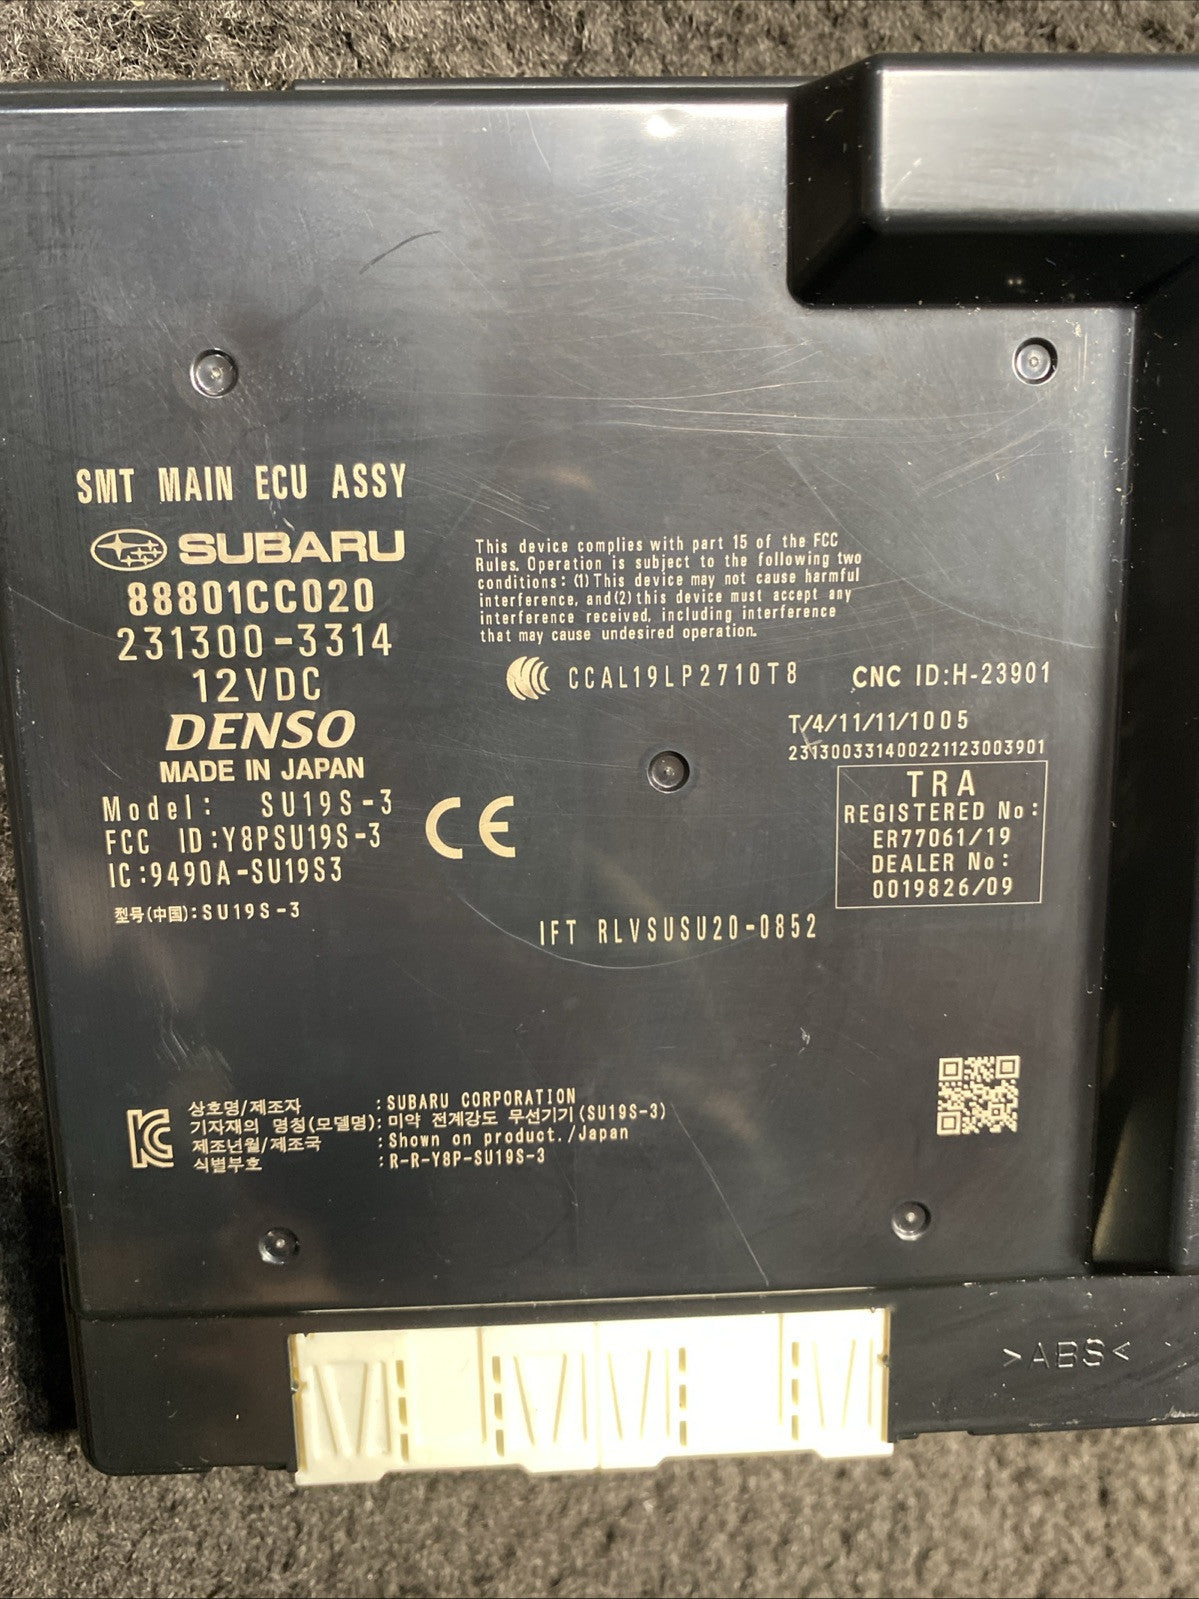 SMT MAIN ECU ASSY
SUBARU
88801CC020
231300-3314
12VDC
DENSO
MADE IN JAPAN
Model: SU19S-3
FCC ID:Y8PSU19S-3
IC:9490A-SU19S3
型号(中国):SU19S-3
CE
This device complies with part 15 of the FCC
Rules. Operation is subject to the following two
conditions: (1) This device may not cause harmful
interference, and (2) this device must accept any
interference received, including interference
that may cause undesired operation.
CCAL19LP2710T8
CNC ID:H-23901
T/4/11/11/1005
231300331400221123003901
TRA
REGISTERED No:
ER77061/19
DEALER No:
0019826/09
IFT RLVSUSU20-0852
상호명/제조자 :SUBARU CORPORATION
기자재의 명칭(모델명): 미약 전계강도 무선기기(SU19S-3)
제조년월/제조국 :Shown on product./Japan
식별부호 :R-R-Y8P-SU19S-3
>ABS<